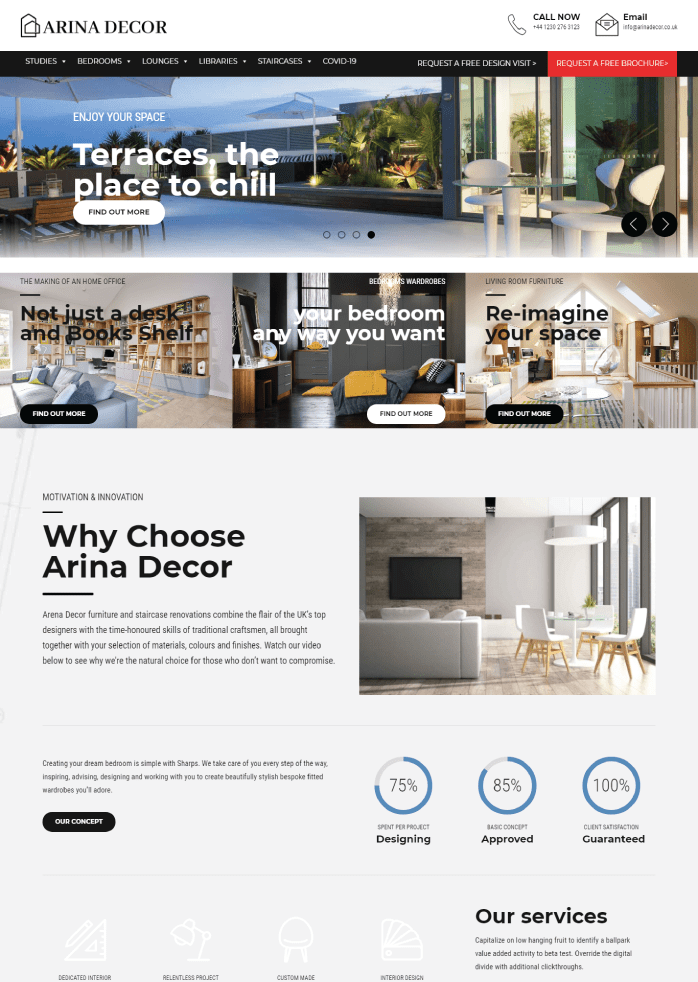 ARINA DECOR
CALL NOW
+44 1230 276 3123
Email
info@arinadecor.co.uk
STUDIES BEDROOMS LOUNGES LIBRARIES STAIRCASES COVID-19
REQUEST A FREE DESIGN VISIT >
REQUEST A FREE BROCHURE>
ENJOY YOUR SPACE
Terraces, the
place to chill
FIND OUT MORE
THE MAKING OF AN HOME OFFICE
Not just a desk
and Books Shelf
FIND OUT MORE
BEDROOM'S WARDROBES
your bedroom
any way you want
FIND OUT MORE
LIVING ROOM FURNITURE
Re-imagine
your space
FIND OUT MORE
MOTIVATION & INNOVATION
Why Choose
Arina Decor
Arena Decor furniture and staircase renovations combine the flair of the UK's top
designers with the time-honoured skills of traditional craftsmen, all brought
together with your selection of materials, colours and finishes. Watch our video
below to see why we're the natural choice for those who don't want to compromise.
Creating your dream bedroom is simple with Sharps. We take care of you every step of the way,
inspiring, advising, designing and working with you to create beautifully stylish bespoke fitted
wardrobes you'll adore.
OUR CONCEPT
75%
SPENT PER PROJECT
Designing
85%
BASIC CONCEPT
Approved
100%
CLIENT SATISFACTION
Guaranteed
DEDICATED INTERIOR
RELENTLESS PROJECT
CUSTOM MADE
INTERIOR DESIGN
Our services
Capitalize on low hanging fruit to identify a ballpark
value added activity to beta test. Override the digital
divide with additional clickthroughs.